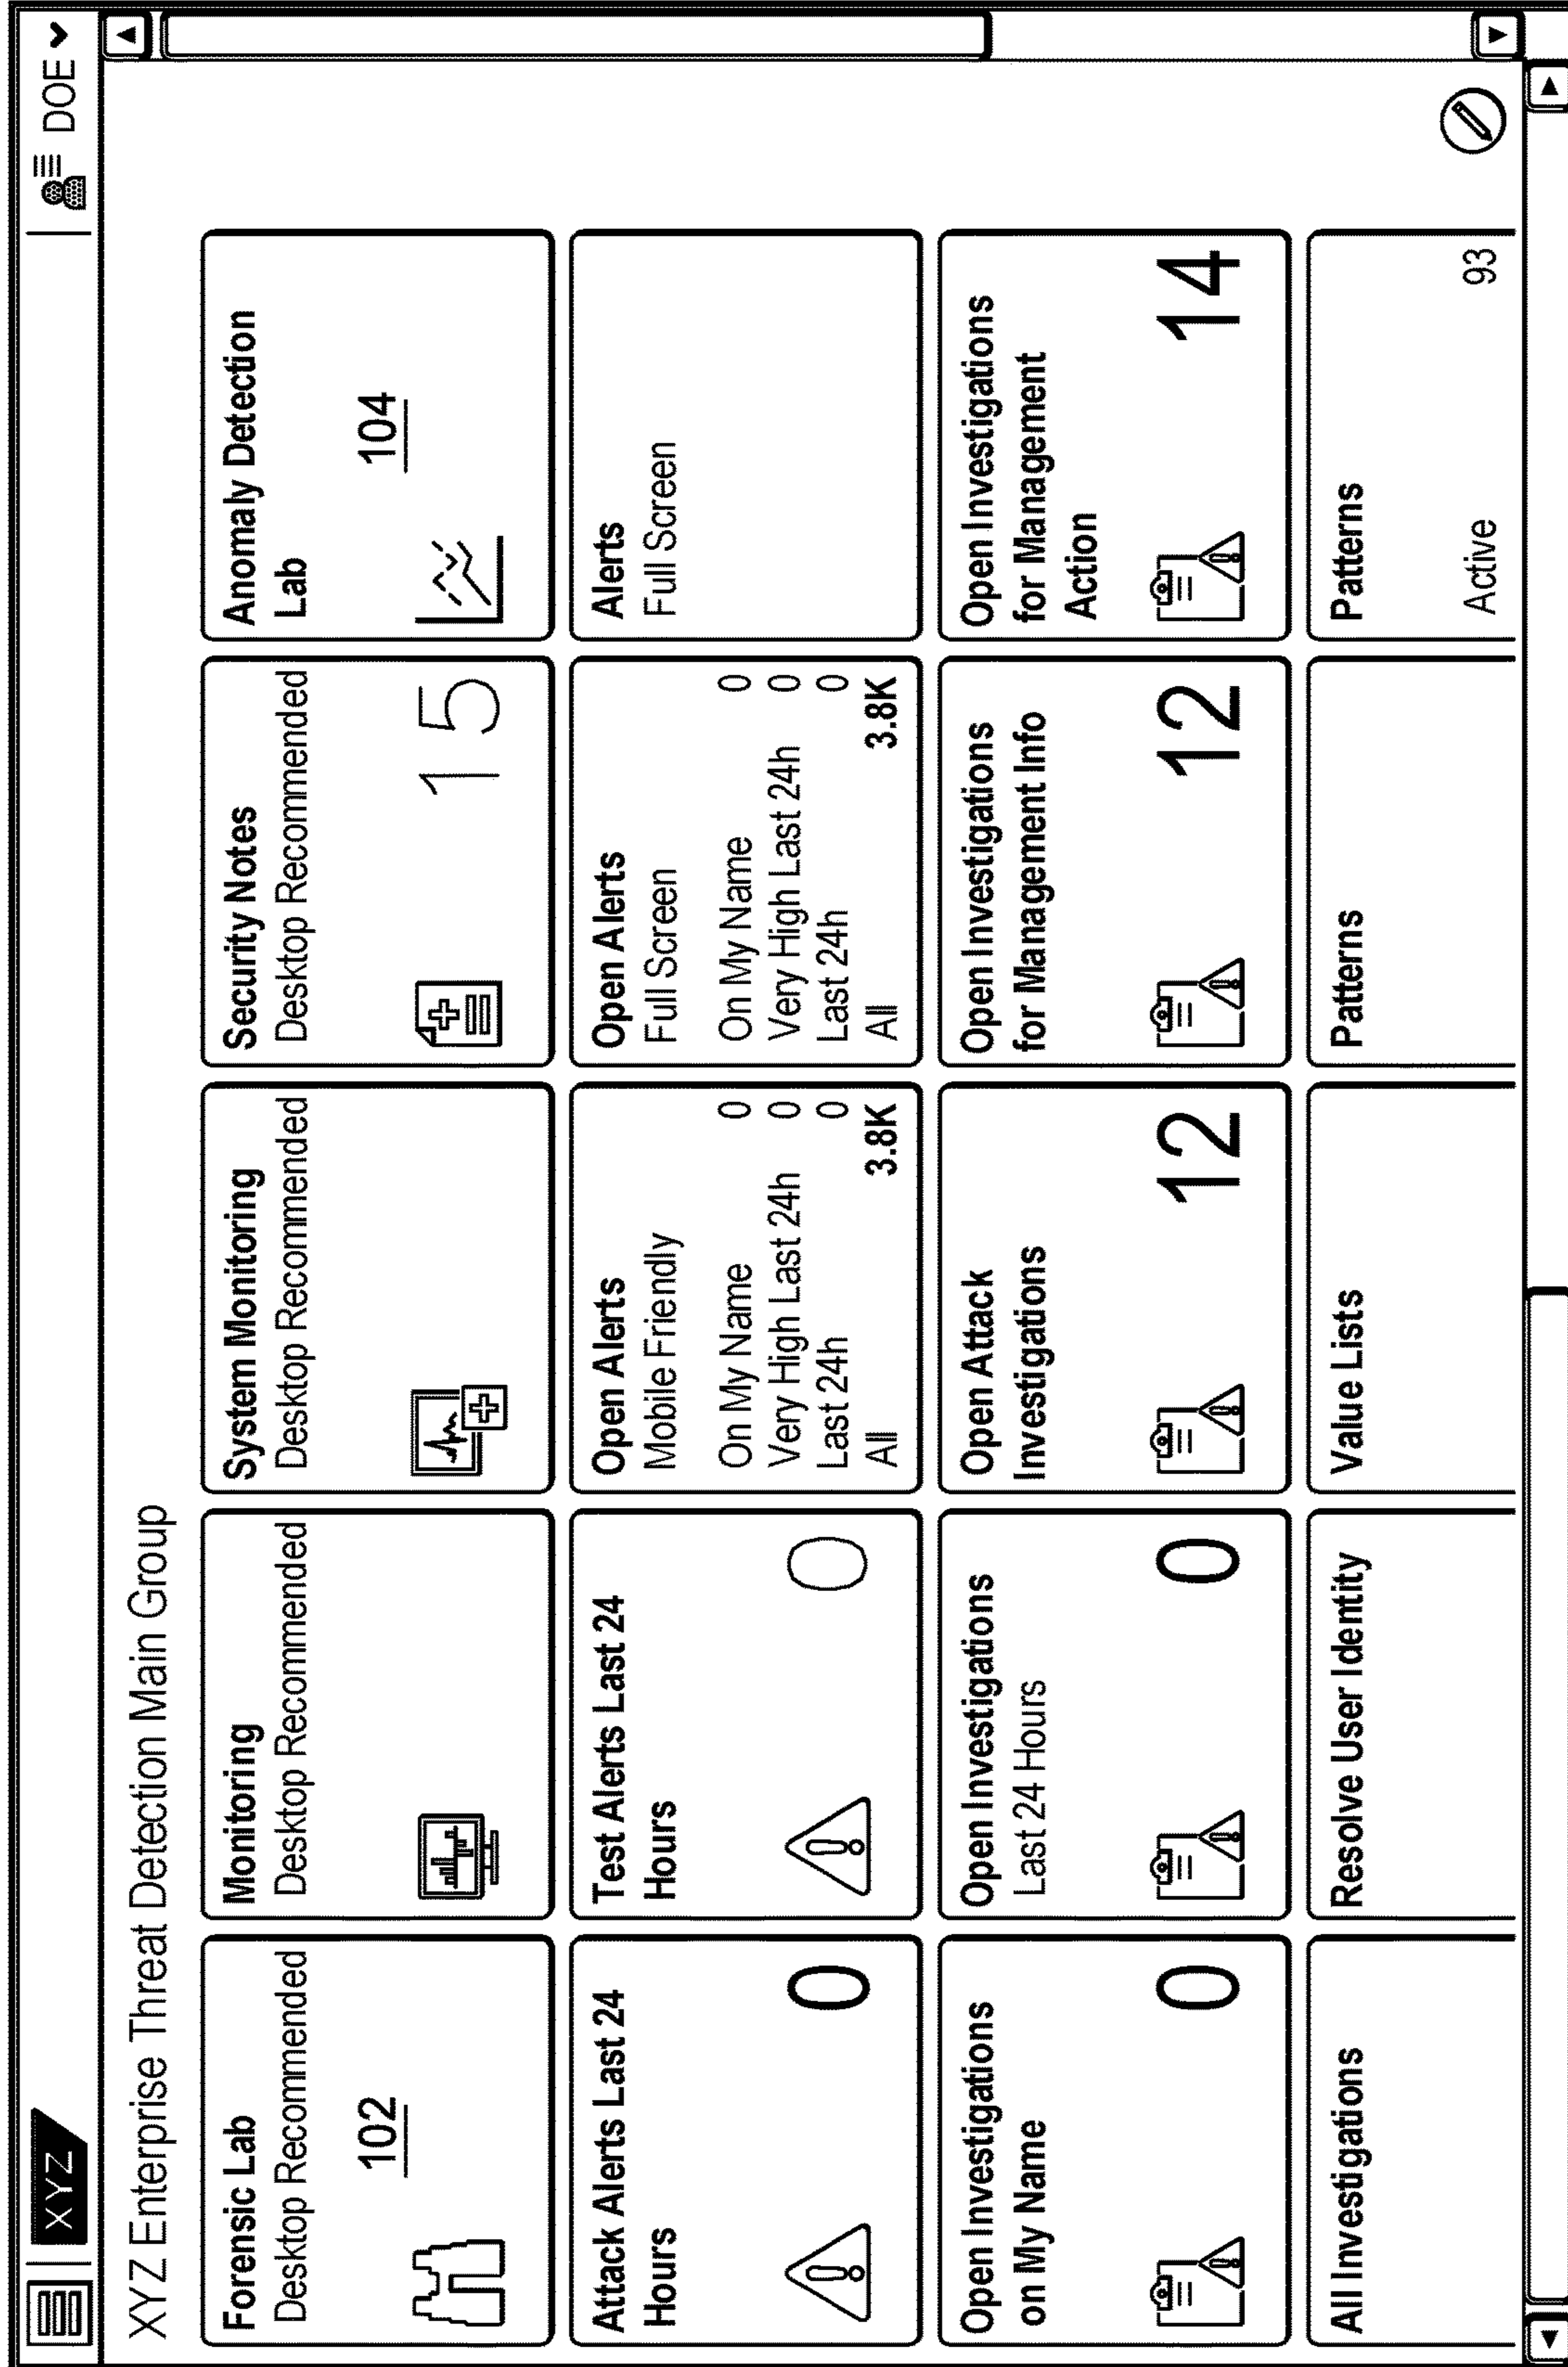 XYZ
DOE
XYZ Enterprise Threat Detection Main Group
Forensic Lab
Desktop Recommended
102
Monitoring
Desktop Recommended
System Monitoring
Desktop Recommended
Security Notes
Desktop Recommended
15
Anomaly Detection
Lab
104
Attack Alerts Last 24
Hours
0
Test Alerts Last 24
Hours
0
Open Alerts
Mobile Friendly
On My Name 0
Very High Last 24h 0
Last 24h 0
All 3.8K
Open Alerts
Full Screen
On My Name 0
Very High Last 24h 0
Last 24h 0
All 3.8K
Alerts
Full Screen
Open Investigations
on My Name
0
Open Investigations
Last 24 Hours
0
Open Attack
Investigations
12
Open Investigations
for Management Info
12
Open Investigations
for Management
Action
14
All Investigations
Resolve User Identity
Value Lists
Patterns
Patterns
Active 93